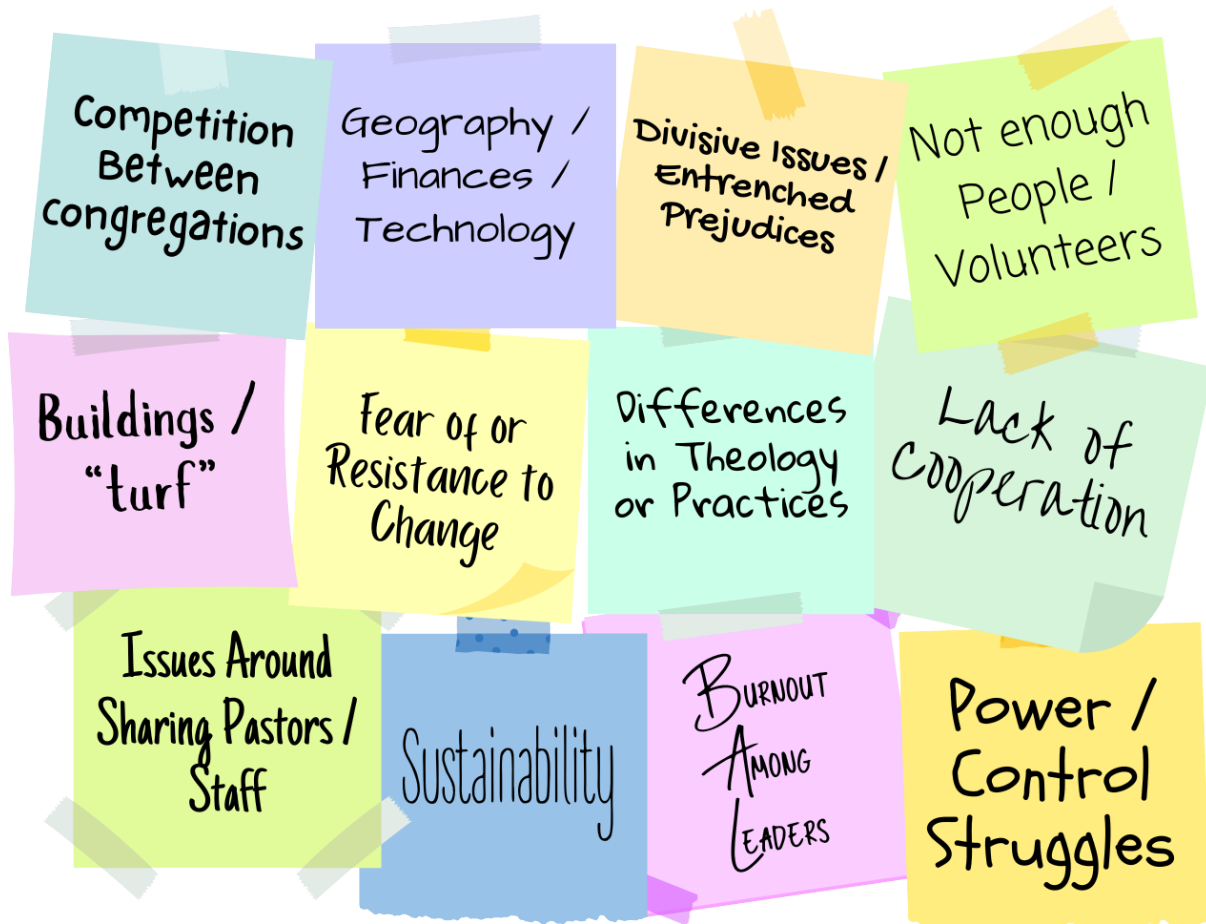 Competition
Between
congregations
Geography /
Finances /
Technology
Divisive Issues /
Entrenched
Prejudices
Not enough
People /
Volunteers
Buildings /
“turf”
Fear of or
Resistance to
Change
Differences
in Theology
or Practices
Lack of
Cooperation
Issues Around
Sharing Pastors /
Staff
Sustainability
Burnout
Among
Leaders
Power /
Control
Struggles